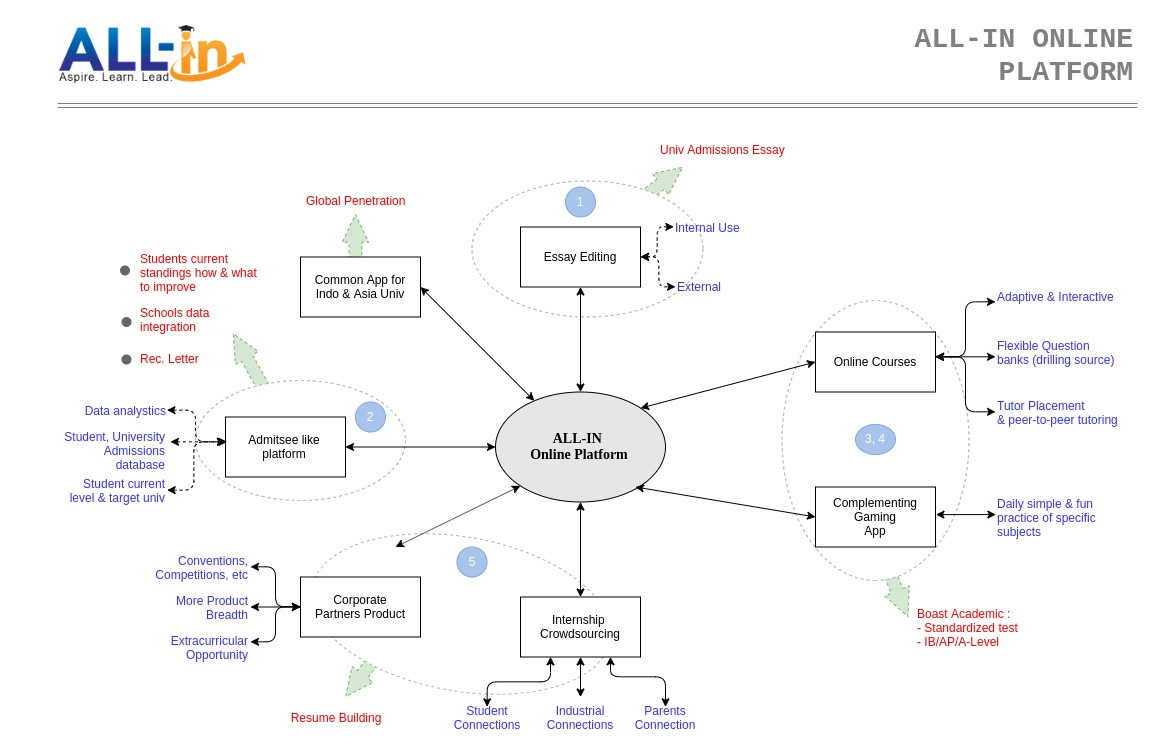 ALL-in
Aspire. Learn. Lead.
ALL-IN ONLINE
PLATFORM
Univ Admissions Essay
1
Essay Editing
Internal Use
External
Global Penetration
Common App for
Indo & Asia Univ
Students current
standings how & what
to improve
Schools data
integration
Rec. Letter
Data analystics
Student, University
Admissions
database
Student current
level & target univ
Admitsee like
platform
2
ALL-IN
Online Platform
Online Courses
Adaptive & Interactive
Flexible Question
banks (drilling source)
Tutor Placement
& peer-to-peer tutoring
3, 4
Complementing
Gaming
App
Daily simple & fun
practice of specific
subjects
Boast Academic :
- Standardized test
- IB/AP/A-Level
5
Conventions,
Competitions, etc
More Product
Breadth
Extracurricular
Opportunity
Corporate
Partners Product
Resume Building
Internship
Crowdsourcing
Student
Connections
Industrial
Connections
Parents
Connection